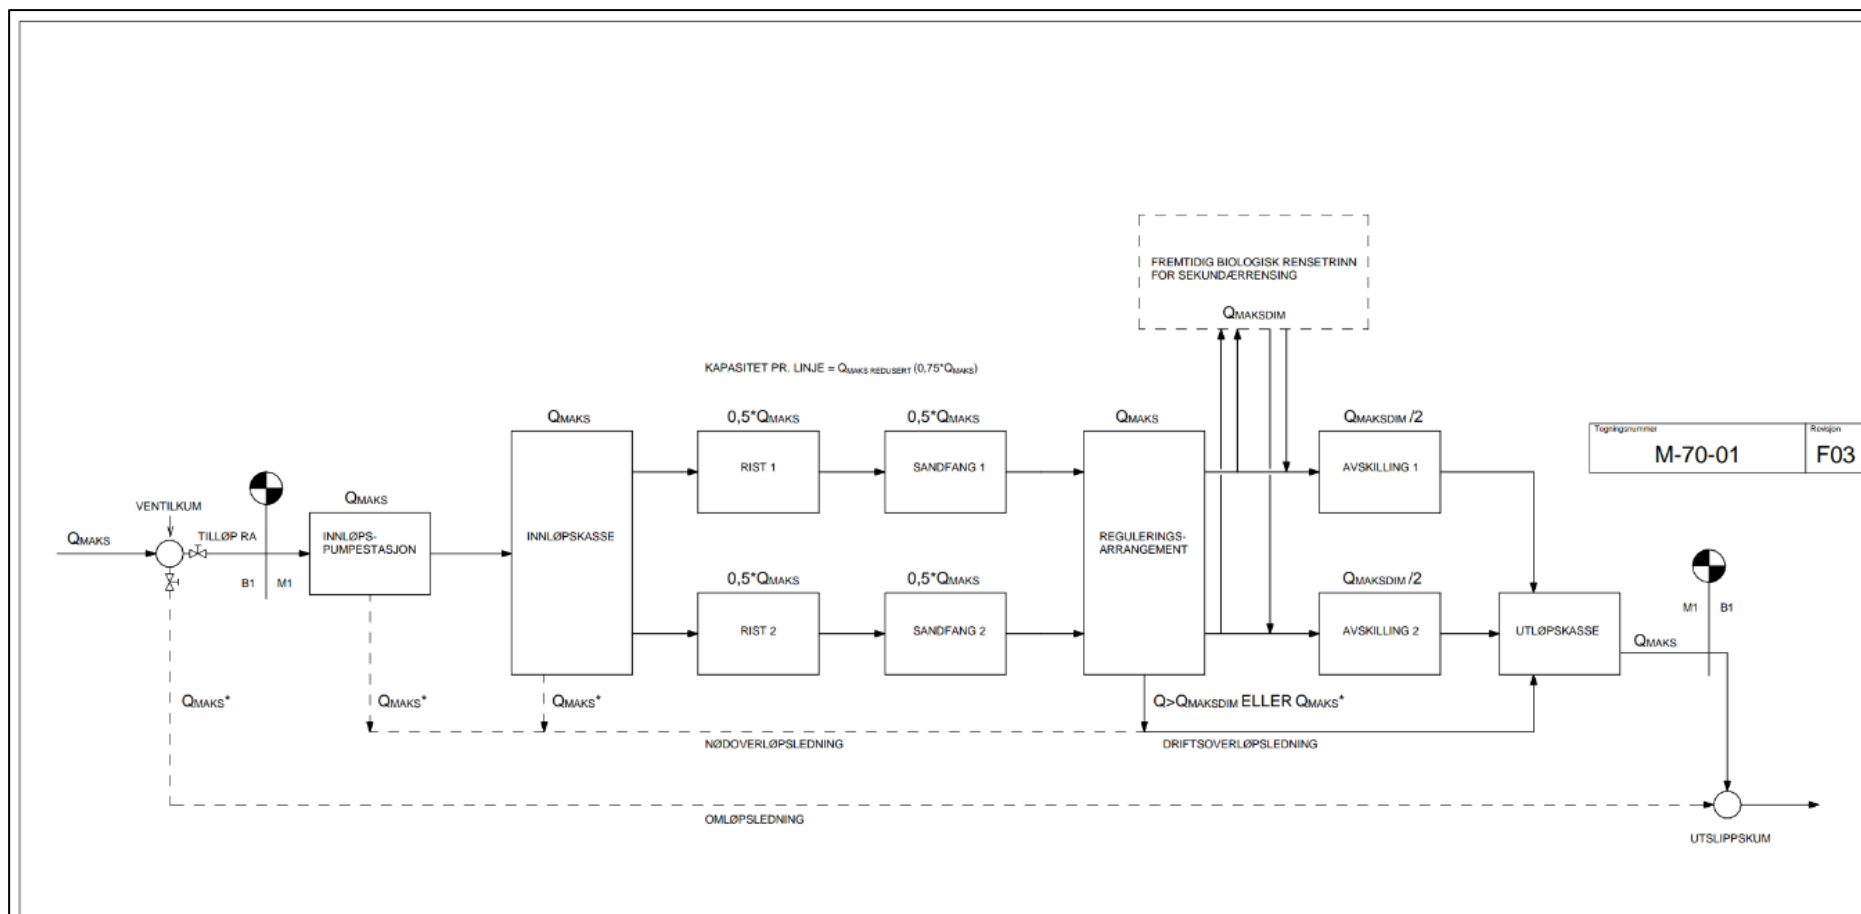 FREMTIDIG BIOLOGISK RENSETRINN
FOR SEKUNDÆRRENSING
QMAKSDIM
KAPASITET PR. LINJE = QMAKS REDUSERT (0,75*QMAKS)
QMAKS
0,5*QMAKS
0,5*QMAKS
QMAKS
QMAKSDIM /2
RIST 1
SANDFANG 1
AVSKILLING 1
Tegningsnummer
Revisjon
M-70-01
F03
VENTILKUM
QMAKS
QMAKS
TILLØP RA
INNLØPS-
PUMPESTASJON
INNLØPSKASSE
REGULERINGS-
ARRANGEMENT
B1
M1
0,5*QMAKS
0,5*QMAKS
QMAKSDIM /2
RIST 2
SANDFANG 2
AVSKILLING 2
UTLØPSKASSE
M1
B1
QMAKS
QMAKS*
QMAKS*
QMAKS*
Q>QMAKSDIM ELLER QMAKS*
NØDOVERLØPSLEDNING
DRIFTSOVERLØPSLEDNING
OMLØPSLEDNING
UTSLIPPSKUM